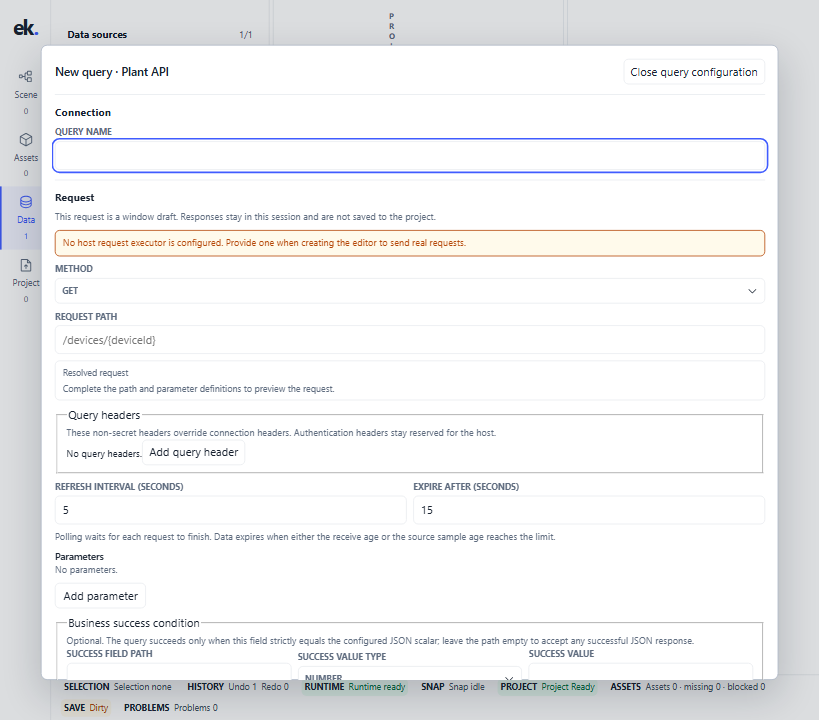 ek.
Data sources 1/1
P
R
O
New query · Plant API
Close query configuration
Scene
0
Assets
0
Data
1
Project
0
Connection
QUERY NAME
Request
This request is a window draft. Responses stay in this session and are not saved to the project.
No host request executor is configured. Provide one when creating the editor to send real requests.
METHOD
GET
REQUEST PATH
/devices/{deviceId}
Resolved request
Complete the path and parameter definitions to preview the request.
Query headers
These non-secret headers override connection headers. Authentication headers stay reserved for the host.
No query headers. Add query header
REFRESH INTERVAL (SECONDS) EXPIRE AFTER (SECONDS)
5 15
Polling waits for each request to finish. Data expires when either the receive age or the source sample age reaches the limit.
Parameters
No parameters.
Add parameter
Business success condition
Optional. The query succeeds only when this field strictly equals the configured JSON scalar; leave the path empty to accept any successful JSON response.
SUCCESS FIELD PATH SUCCESS VALUE TYPE SUCCESS VALUE
NUMBER
SELECTION Selection none HISTORY Undo 1 Redo 0 RUNTIME Runtime ready SNAP Snap idle PROJECT Project Ready ASSETS Assets 0 · missing 0 · blocked 0
SAVE Dirty PROBLEMS Problems 0